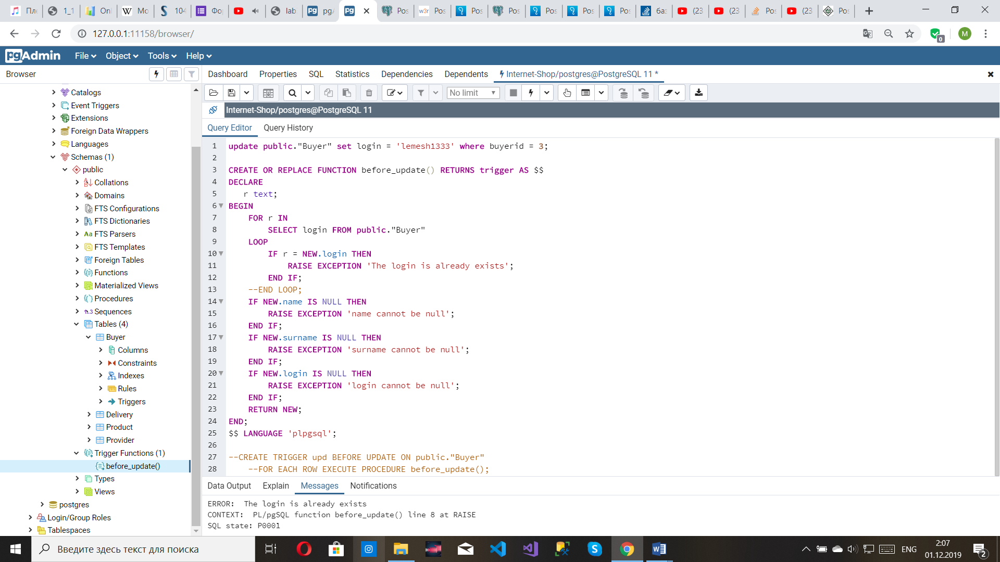 Пле
1_1
Onl
Mo
104
Фор
lab
pgA
Pos
w3r Pos
Pos
Pos
Pos
Pos
Pos
баз
(23
(23
Pos
(23
Pos
127.0.0.1:11158/browser/
0
M
pgAdmin File Object Tools Help
Browser
Dashboard Properties SQL Statistics Dependencies Dependents Internet-Shop/postgres@PostgreSQL 11 *
No limit
Internet-Shop/postgres@PostgreSQL 11
Query Editor Query History
Catalogs
Event Triggers
Extensions
Foreign Data Wrappers
Languages
Schemas (1)
public
Collations
Domains
FTS Configurations
FTS Dictionaries
Aa FTS Parsers
FTS Templates
Foreign Tables
Functions
Materialized Views
Procedures
1..3 Sequences
Tables (4)
Buyer
Columns
Constraints
Indexes
Rules
Triggers
Delivery
Product
Provider
Trigger Functions (1)
before_update()
Types
Views
postgres
Login/Group Roles
Tablespaces
1 update public."Buyer" set login = 'lemesh1333' where buyerid = 3;
2
3 CREATE OR REPLACE FUNCTION before_update() RETURNS trigger AS $$
4 DECLARE
5 r text;
6 BEGIN
7 FOR r IN
8 SELECT login FROM public."Buyer"
9 LOOP
10 IF r = NEW.login THEN
11 RAISE EXCEPTION 'The login is already exists';
12 END IF;
13 --END LOOP;
14 IF NEW.name IS NULL THEN
15 RAISE EXCEPTION 'name cannot be null';
16 END IF;
17 IF NEW.surname IS NULL THEN
18 RAISE EXCEPTION 'surname cannot be null';
19 END IF;
20 IF NEW.login IS NULL THEN
21 RAISE EXCEPTION 'login cannot be null';
22 END IF;
23 RETURN NEW;
24 END;
25 $$ LANGUAGE 'plpgsql';
26
27 --CREATE TRIGGER upd BEFORE UPDATE ON public."Buyer"
28 --FOR EACH ROW EXECUTE PROCEDURE before_update();
Data Output Explain Messages Notifications
ERROR: The login is already exists
CONTEXT: PL/pgSQL function before_update() line 8 at RAISE
SQL state: P0001
Введите здесь текст для поиска
ENG
2:07
01.12.2019
2